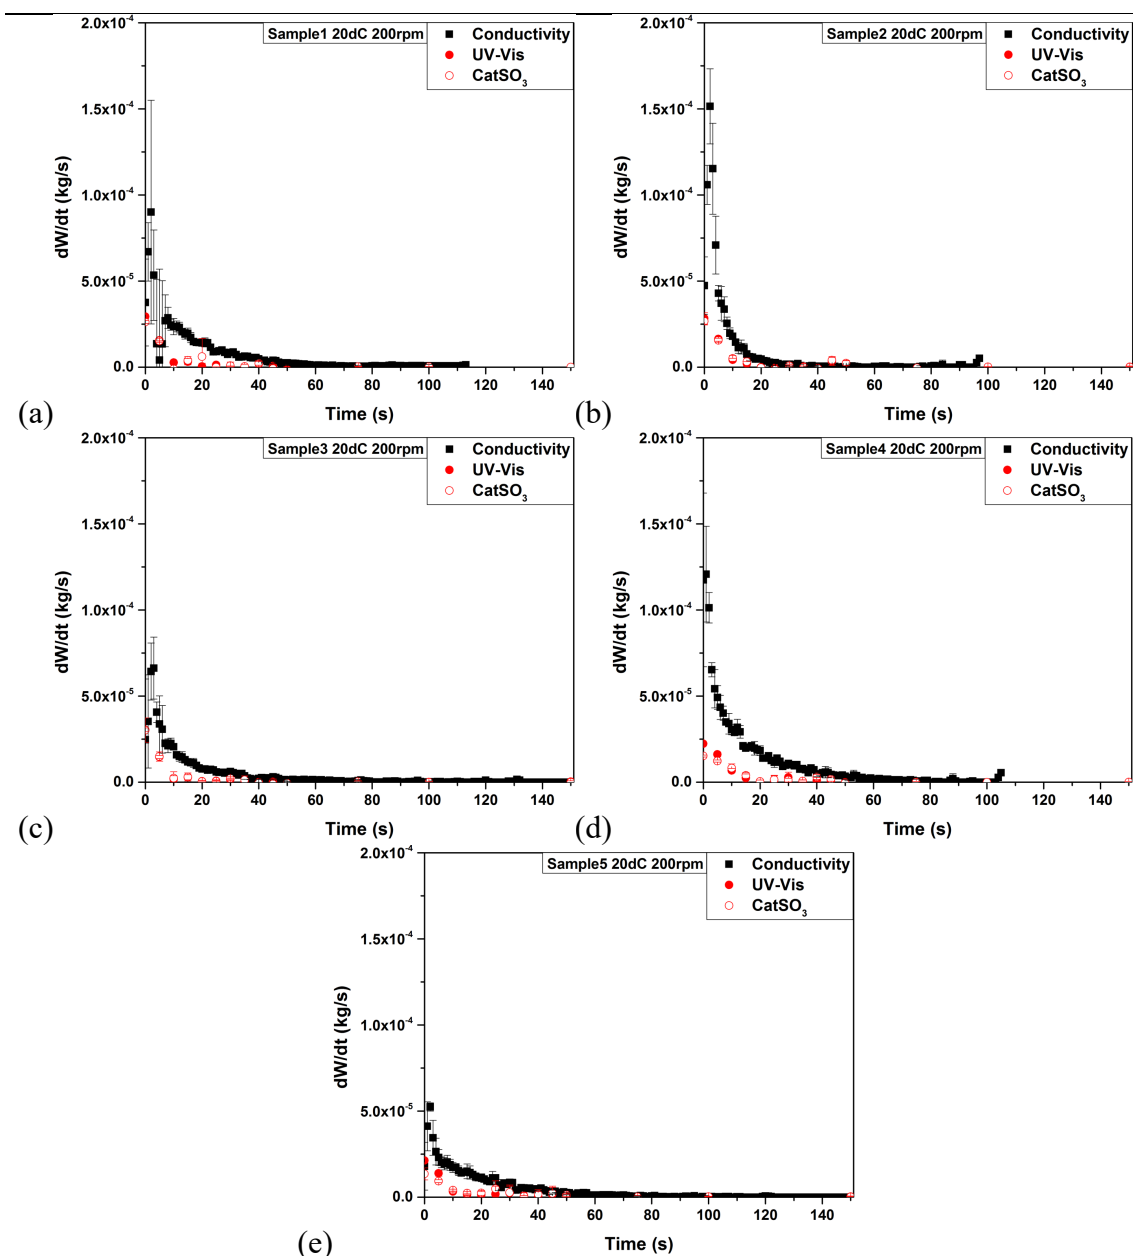 Sample1 20dC 200rpm
Conductivity
UV-Vis
CatSO₃
dW/dt (kg/s)
2.0x10⁻⁴
1.5x10⁻⁴
1.0x10⁻⁴
5.0x10⁻⁵
0.0
0 20 40 60 80 100 120 140
Time (s)
(a)
Sample2 20dC 200rpm
Conductivity
UV-Vis
CatSO₃
dW/dt (kg/s)
2.0x10⁻⁴
1.5x10⁻⁴
1.0x10⁻⁴
5.0x10⁻⁵
0.0
0 20 40 60 80 100 120 140
Time (s)
(b)
Sample3 20dC 200rpm
Conductivity
UV-Vis
CatSO₃
dW/dt (kg/s)
2.0x10⁻⁴
1.5x10⁻⁴
1.0x10⁻⁴
5.0x10⁻⁵
0.0
0 20 40 60 80 100 120 140
Time (s)
(c)
Sample4 20dC 200rpm
Conductivity
UV-Vis
CatSO₃
dW/dt (kg/s)
2.0x10⁻⁴
1.5x10⁻⁴
1.0x10⁻⁴
5.0x10⁻⁵
0.0
0 20 40 60 80 100 120 140
Time (s)
(d)
Sample5 20dC 200rpm
Conductivity
UV-Vis
CatSO₃
dW/dt (kg/s)
2.0x10⁻⁴
1.5x10⁻⁴
1.0x10⁻⁴
5.0x10⁻⁵
0.0
0 20 40 60 80 100 120 140
Time (s)
(e)